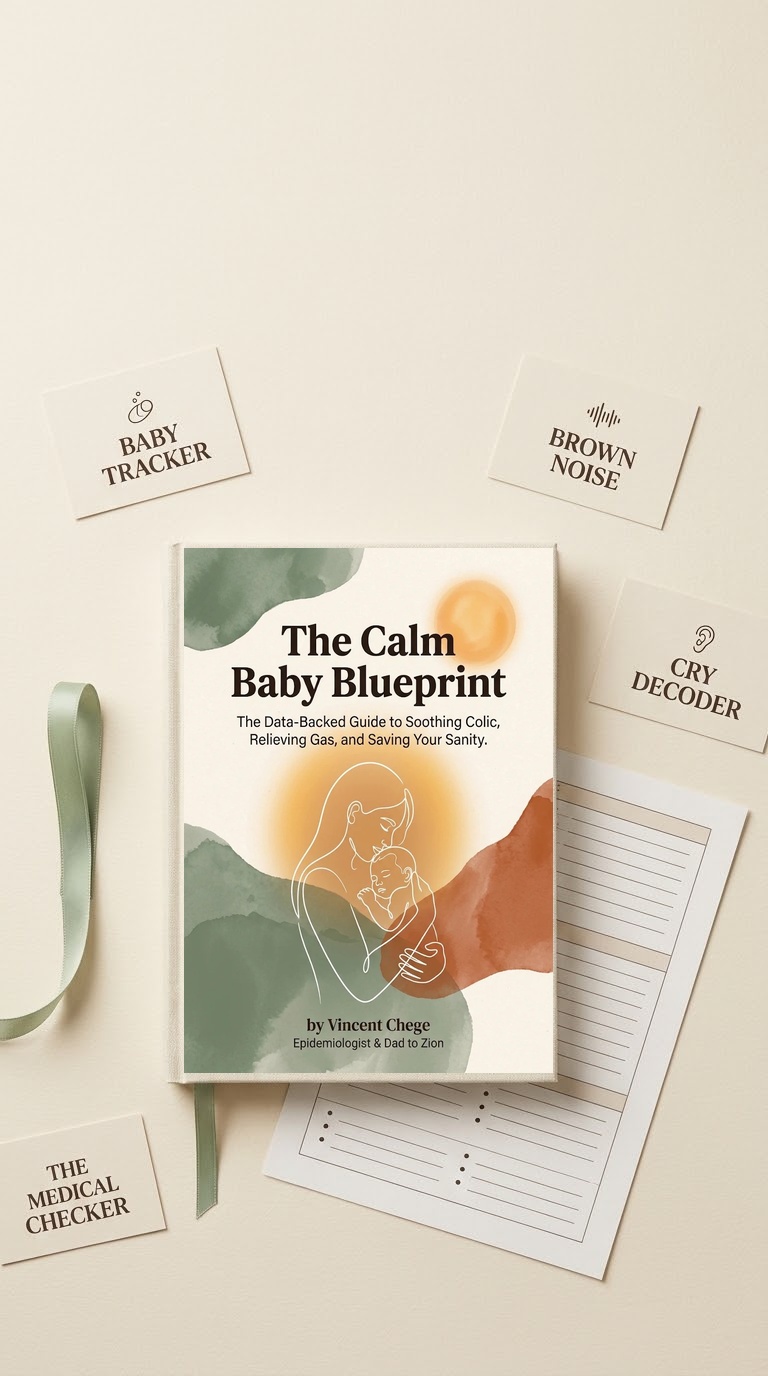 BABY
TRACKER
BROWN
NOISE
The Calm
Baby Blueprint
The Data-Backed Guide to Soothing Colic,
Relieving Gas, and Saving Your Sanity.
CRY
DECODER
by Vincent Chege
Epidemiologist & Dad to Zion
THE
MEDICAL
CHECKER